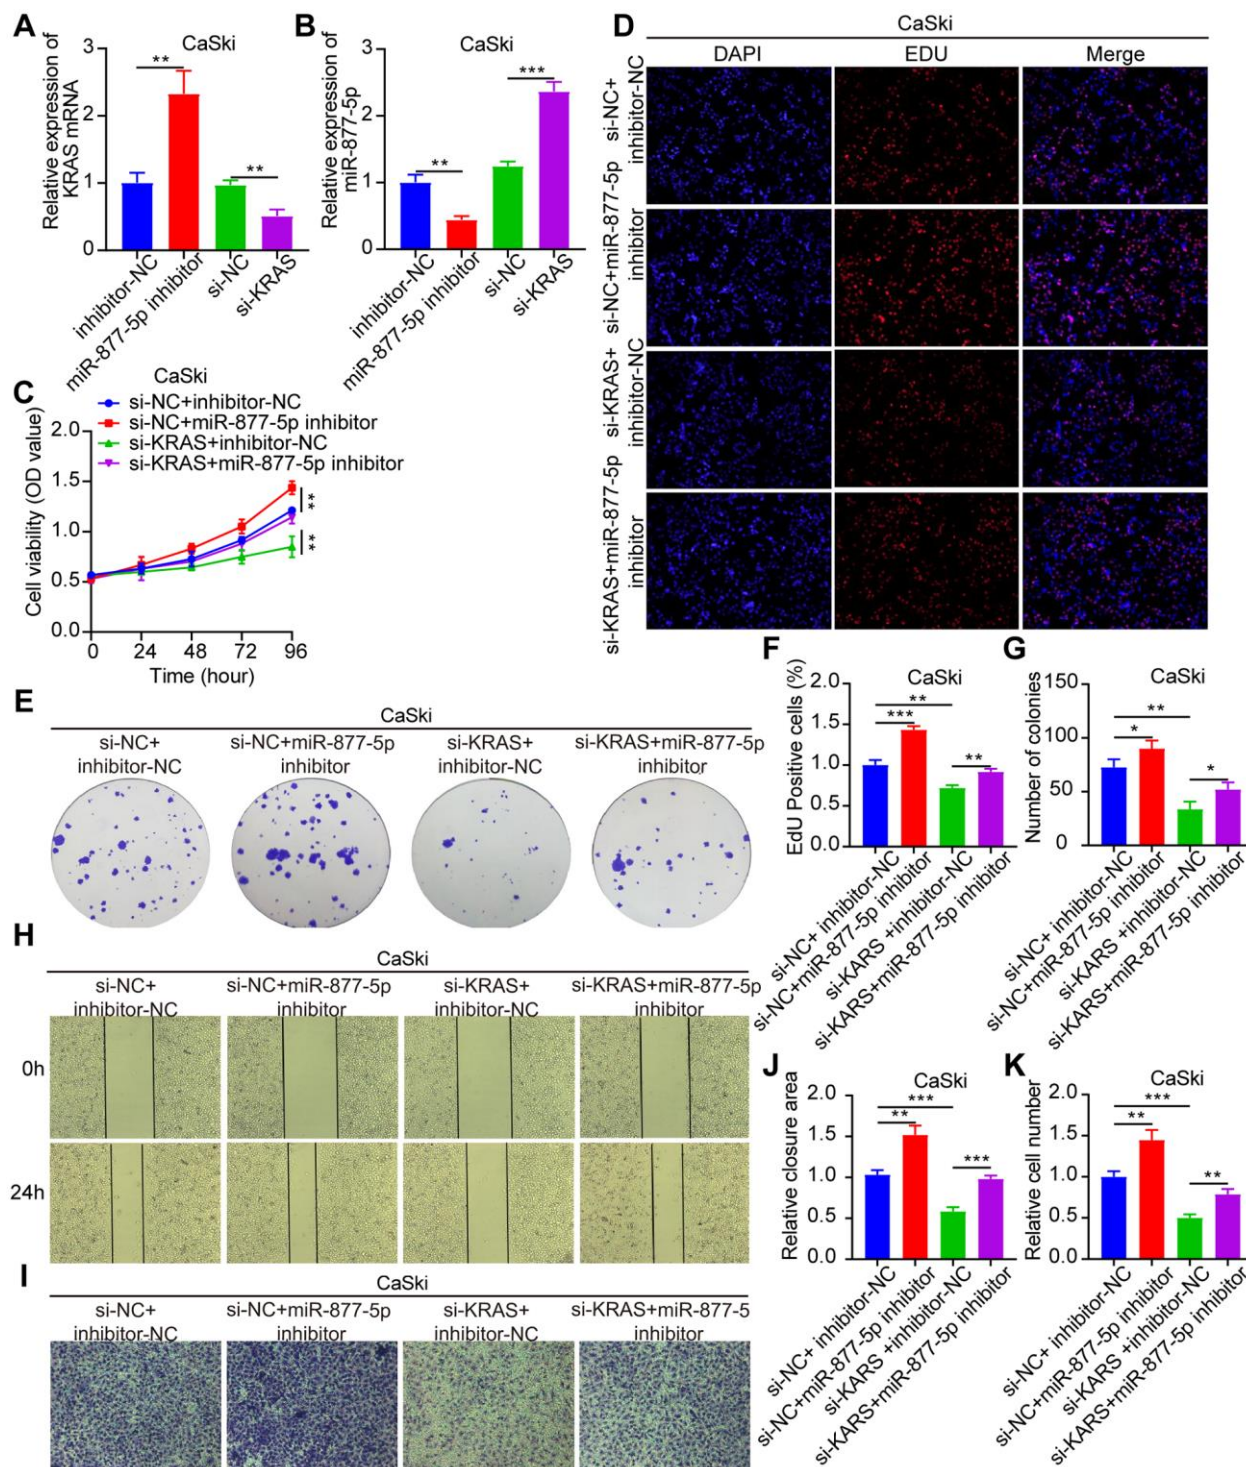 A
Relative expression of
KRAS mRNA
CaSki
3
2
1
0
**
**
inhibitor-NC
miR-877-5p inhibitor
si-NC
si-KRAS
B
Relative expression of
miR-877-5p
CaSki
3
2
1
0
**
***
inhibitor-NC
miR-877-5p inhibitor
si-NC
si-KRAS
C
CaSki
si-NC+inhibitor-NC
si-NC+miR-877-5p inhibitor
si-KRAS+inhibitor-NC
si-KRAS+miR-877-5p inhibitor
Cell viability (OD value)
2.0
1.5
1.0
0.5
0.0
**
**
0 24 48 72 96
Time (hour)
D
CaSki
DAPI EDU Merge
si-NC+
inhibitor-NC
si-NC+miR-877-5p
inhibitor
si-KRAS+
inhibitor-NC
si-KRAS+miR-877-5p
inhibitor
E
CaSki
si-NC+
inhibitor-NC
si-NC+miR-877-5p
inhibitor
si-KRAS+
inhibitor-NC
si-KRAS+miR-877-5p
inhibitor
F
CaSki
EdU Positive cells (%)
2.0
1.5
1.0
0.5
0.0
**
***
**
si-NC+ inhibitor-NC
si-NC+miR-877-5p inhibitor
si-KARS +inhibitor-NC
si-KARS+miR-877-5p inhibitor
G
CaSki
Number of colonies
150
100
50
0
**
*
*
si-NC+ inhibitor-NC
si-NC+miR-877-5p inhibitor
si-KARS +inhibitor-NC
si-KARS+miR-877-5p inhibitor
H
CaSki
si-NC+
inhibitor-NC
si-NC+miR-877-5p
inhibitor
si-KRAS+
inhibitor-NC
si-KRAS+miR-877-5p
inhibitor
0h
24h
I
CaSki
si-NC+
inhibitor-NC
si-NC+miR-877-5p
inhibitor
si-KRAS+
inhibitor-NC
si-KRAS+miR-877-5
inhibitor
J
CaSki
Relative closure area
2.0
1.5
1.0
0.5
0.0
***
**
***
si-NC+ inhibitor-NC
si-NC+miR-877-5p inhibitor
si-KARS +inhibitor-NC
si-KARS+miR-877-5p inhibitor
K
CaSki
Relative cell number
2.0
1.5
1.0
0.5
0.0
***
**
**
si-NC+ inhibitor-NC
si-NC+miR-877-5p inhibitor
si-KARS +inhibitor-NC
si-KARS+miR-877-5p inhibitor